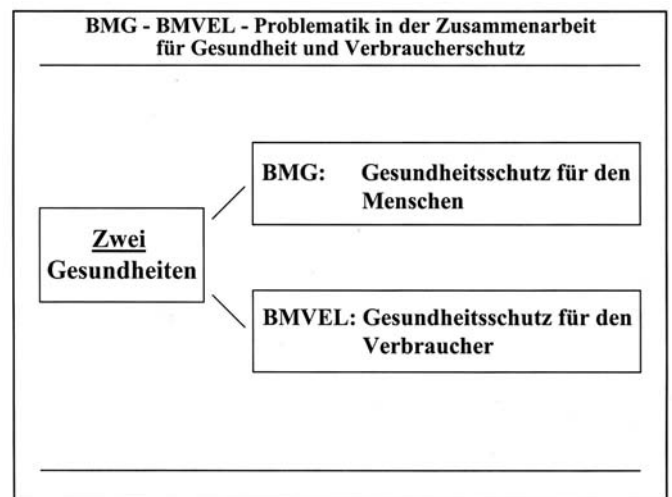 BMG - BMVEL - Problematik in der Zusammenarbeit
für Gesundheit und Verbraucherschutz
BMG: Gesundheitsschutz für den
Menschen
Zwei
Gesundheiten
BMVEL: Gesundheitsschutz für den
Verbraucher